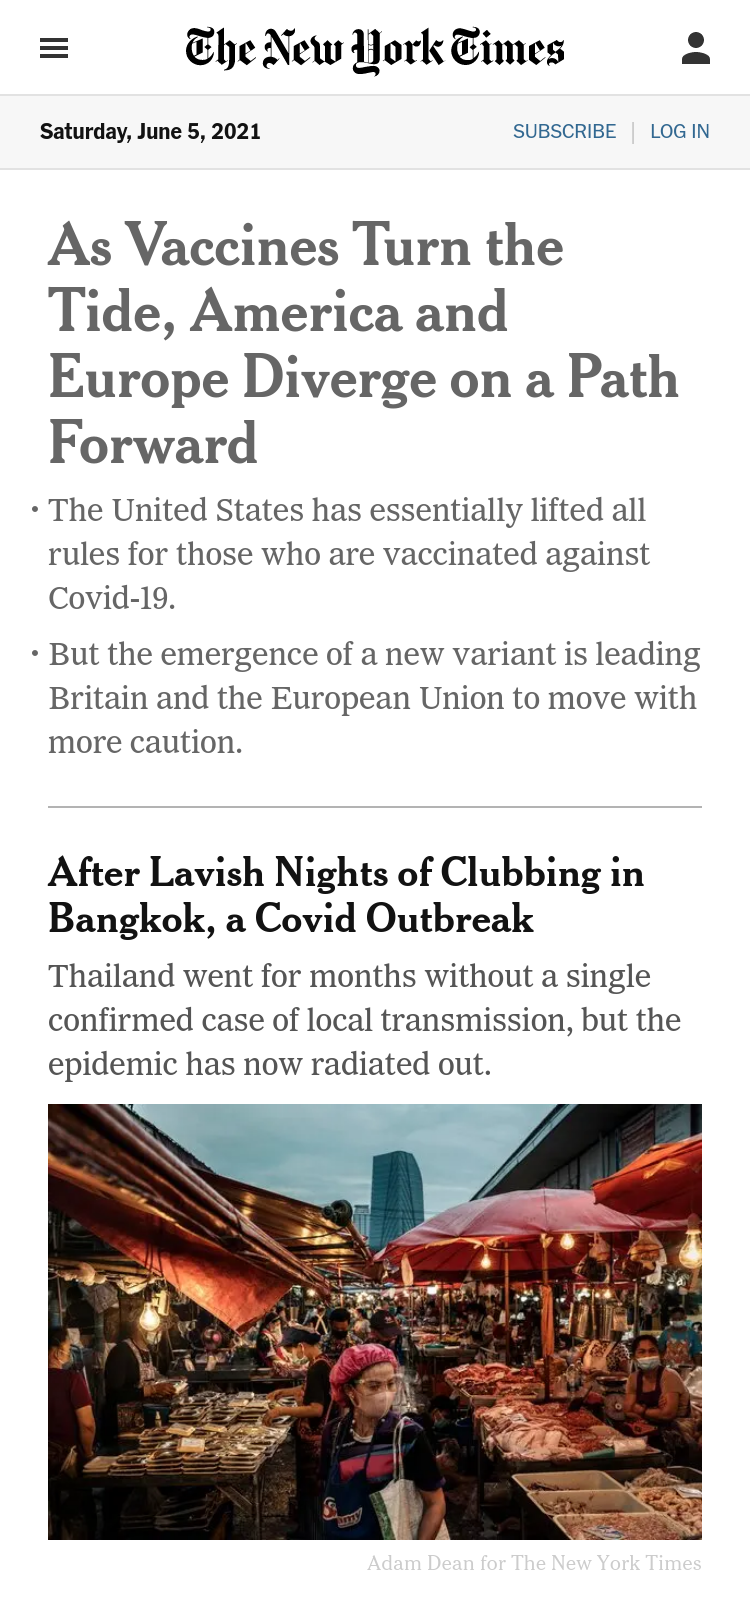 The New York Times
Saturday, June 5, 2021
SUBSCRIBE | LOG IN
As Vaccines Turn the
Tide, America and
Europe Diverge on a Path
Forward
• The United States has essentially lifted all
rules for those who are vaccinated against
Covid-19.
• But the emergence of a new variant is leading
Britain and the European Union to move with
more caution.
After Lavish Nights of Clubbing in
Bangkok, a Covid Outbreak
Thailand went for months without a single
confirmed case of local transmission, but the
epidemic has now radiated out.
Adam Dean for The New York Times